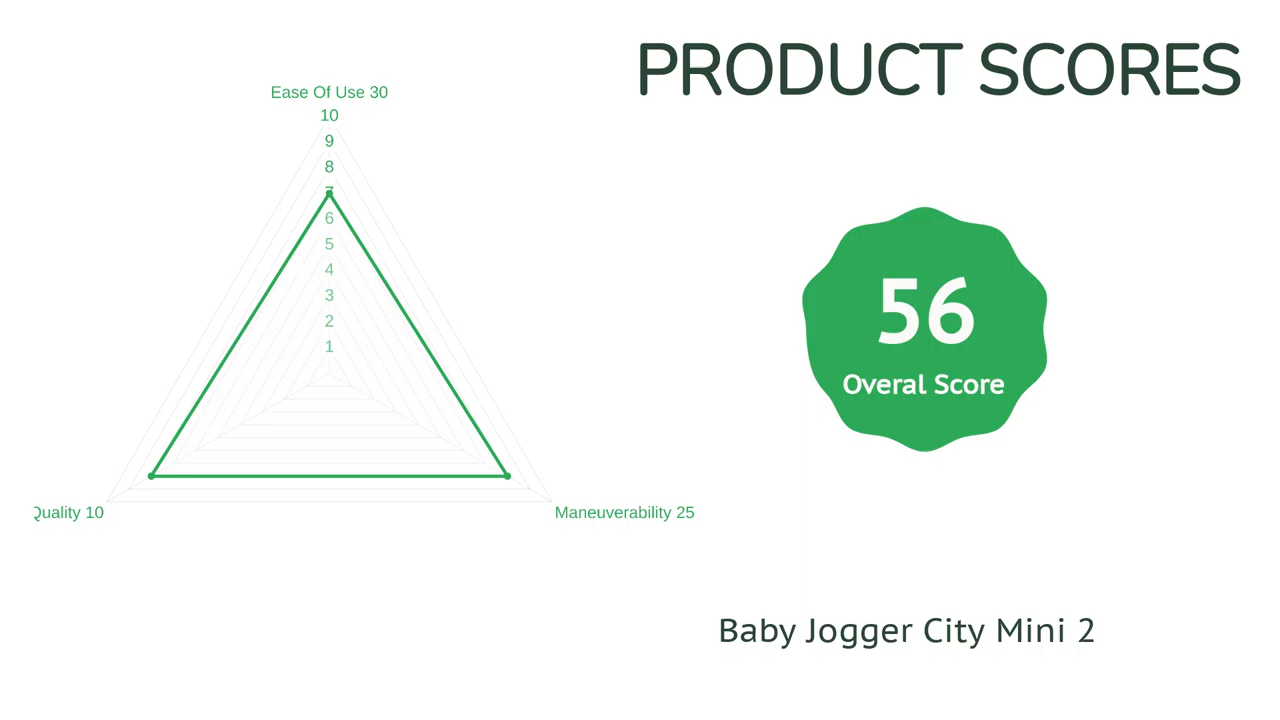 PRODUCT SCORES
Ease Of Use 30
10
9
8
7
6
5
4
3
2
1
Quality 10
Maneuverability 25
56
Overal Score
Baby Jogger City Mini 2